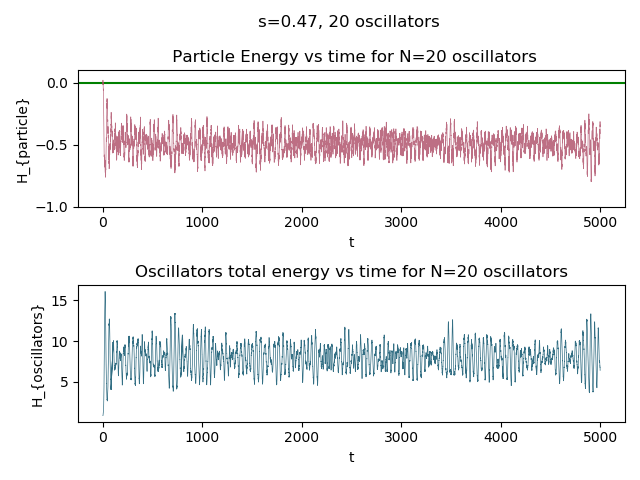 s=0.47, 20 oscillators
Particle Energy vs time for N=20 oscillators
H_{particle}
0.0
−0.5
−1.0
0 1000 2000 3000 4000 5000
t
Oscillators total energy vs time for N=20 oscillators
H_{oscillators}
15
10
5
0 1000 2000 3000 4000 5000
t